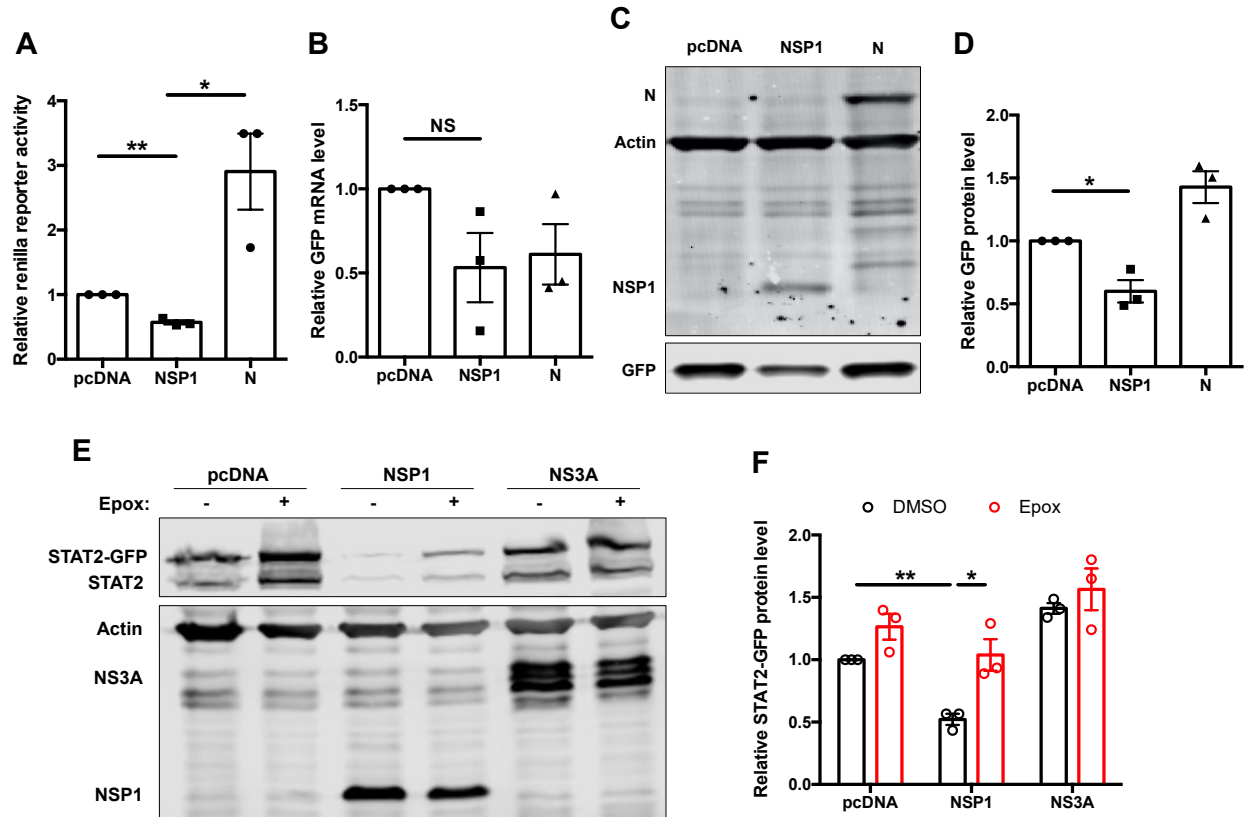 A
Relative renilla reporter activity
4
3
2
1
0
**
*
pcDNA
NSP1
N
B
Relative GFP mRNA level
1.5
1.0
0.5
0.0
NS
pcDNA
NSP1
N
C
pcDNA NSP1 N
N
Actin
NSP1
GFP
D
Relative GFP protein level
2.0
1.5
1.0
0.5
0.0
*
pcDNA
NSP1
N
E
pcDNA NSP1 NS3A
Epox: - + - + - +
STAT2-GFP
STAT2
Actin
NS3A
NSP1
F
DMSO Epox
Relative STAT2-GFP protein level
2.0
1.5
1.0
0.5
0.0
** *
pcDNA NSP1 NS3A